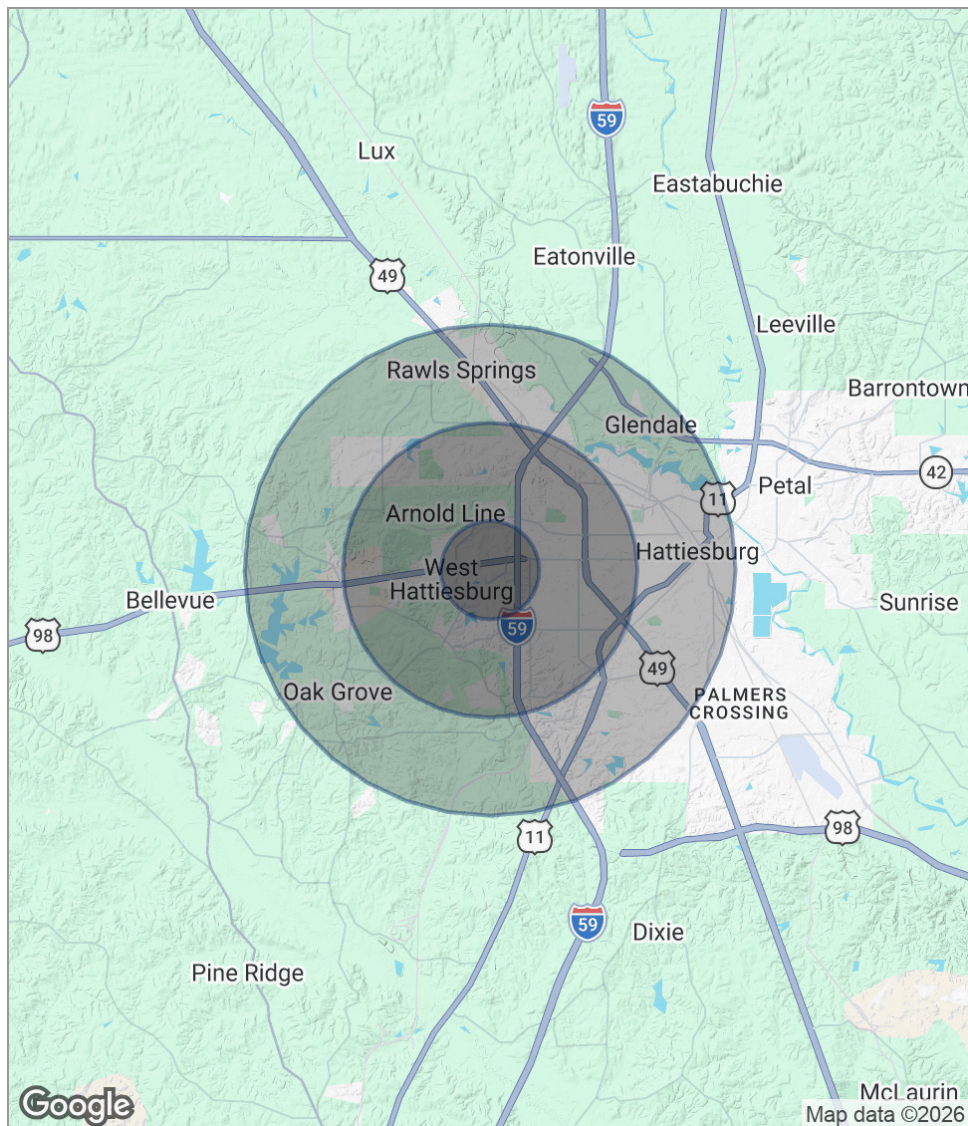 59
Lux
Eastabuchie
Eatonville
49
Leeville
Rawls Springs
Barrontown
Glendale
42
Petal
11
Arnold Line
Hattiesburg
West
Hattiesburg
Bellevue
Sunrise
59
98
49
Oak Grove
PALMERS
CROSSING
11
98
59
Dixie
Pine Ridge
McLaurin
Google
Map data ©2026